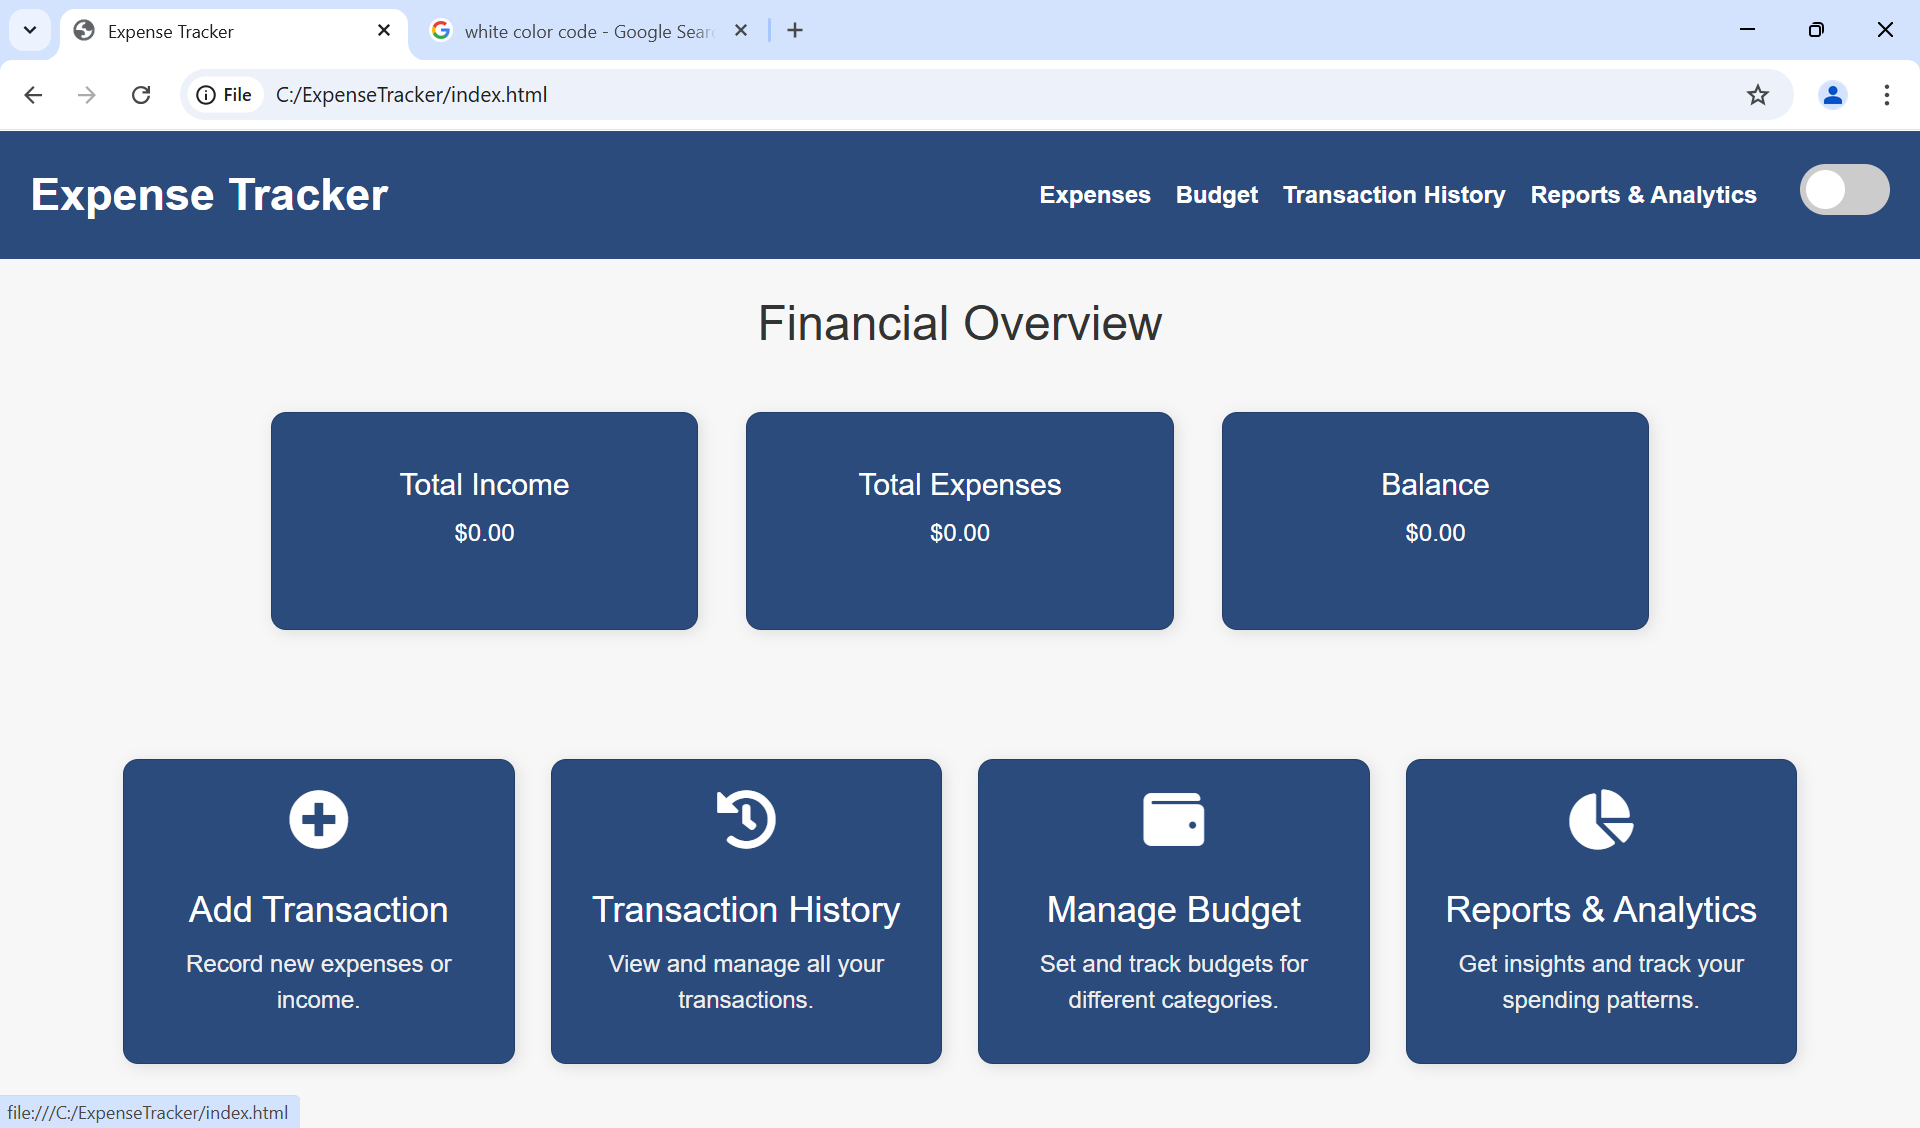 Expense Tracker
white color code - Google Sear
File
C:/ExpenseTracker/index.html
Expense Tracker
Expenses
Budget
Transaction History
Reports & Analytics
Financial Overview
Total Income
$0.00
Total Expenses
$0.00
Balance
$0.00
Add Transaction
Record new expenses or
income.
Transaction History
View and manage all your
transactions.
Manage Budget
Set and track budgets for
different categories.
Reports & Analytics
Get insights and track your
spending patterns.
file:///C:/ExpenseTracker/index.html